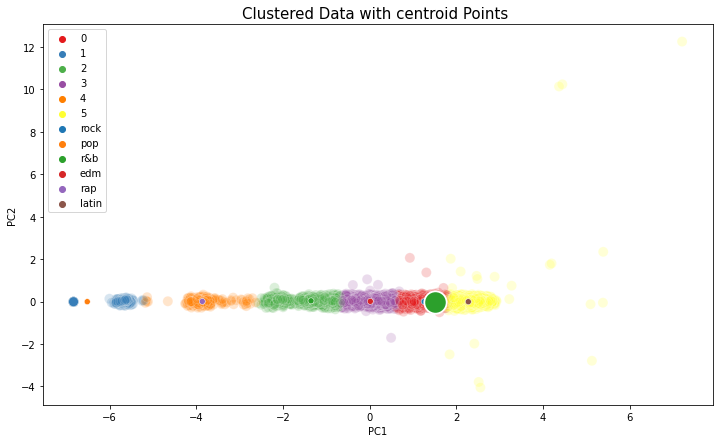 Clustered Data with centroid Points
12
10
8
6
4
2
0
−2
−4
PC2
0
1
2
3
4
5
rock
pop
r&b
edm
rap
latin
−6
−4
−2
0
2
4
6
PC1